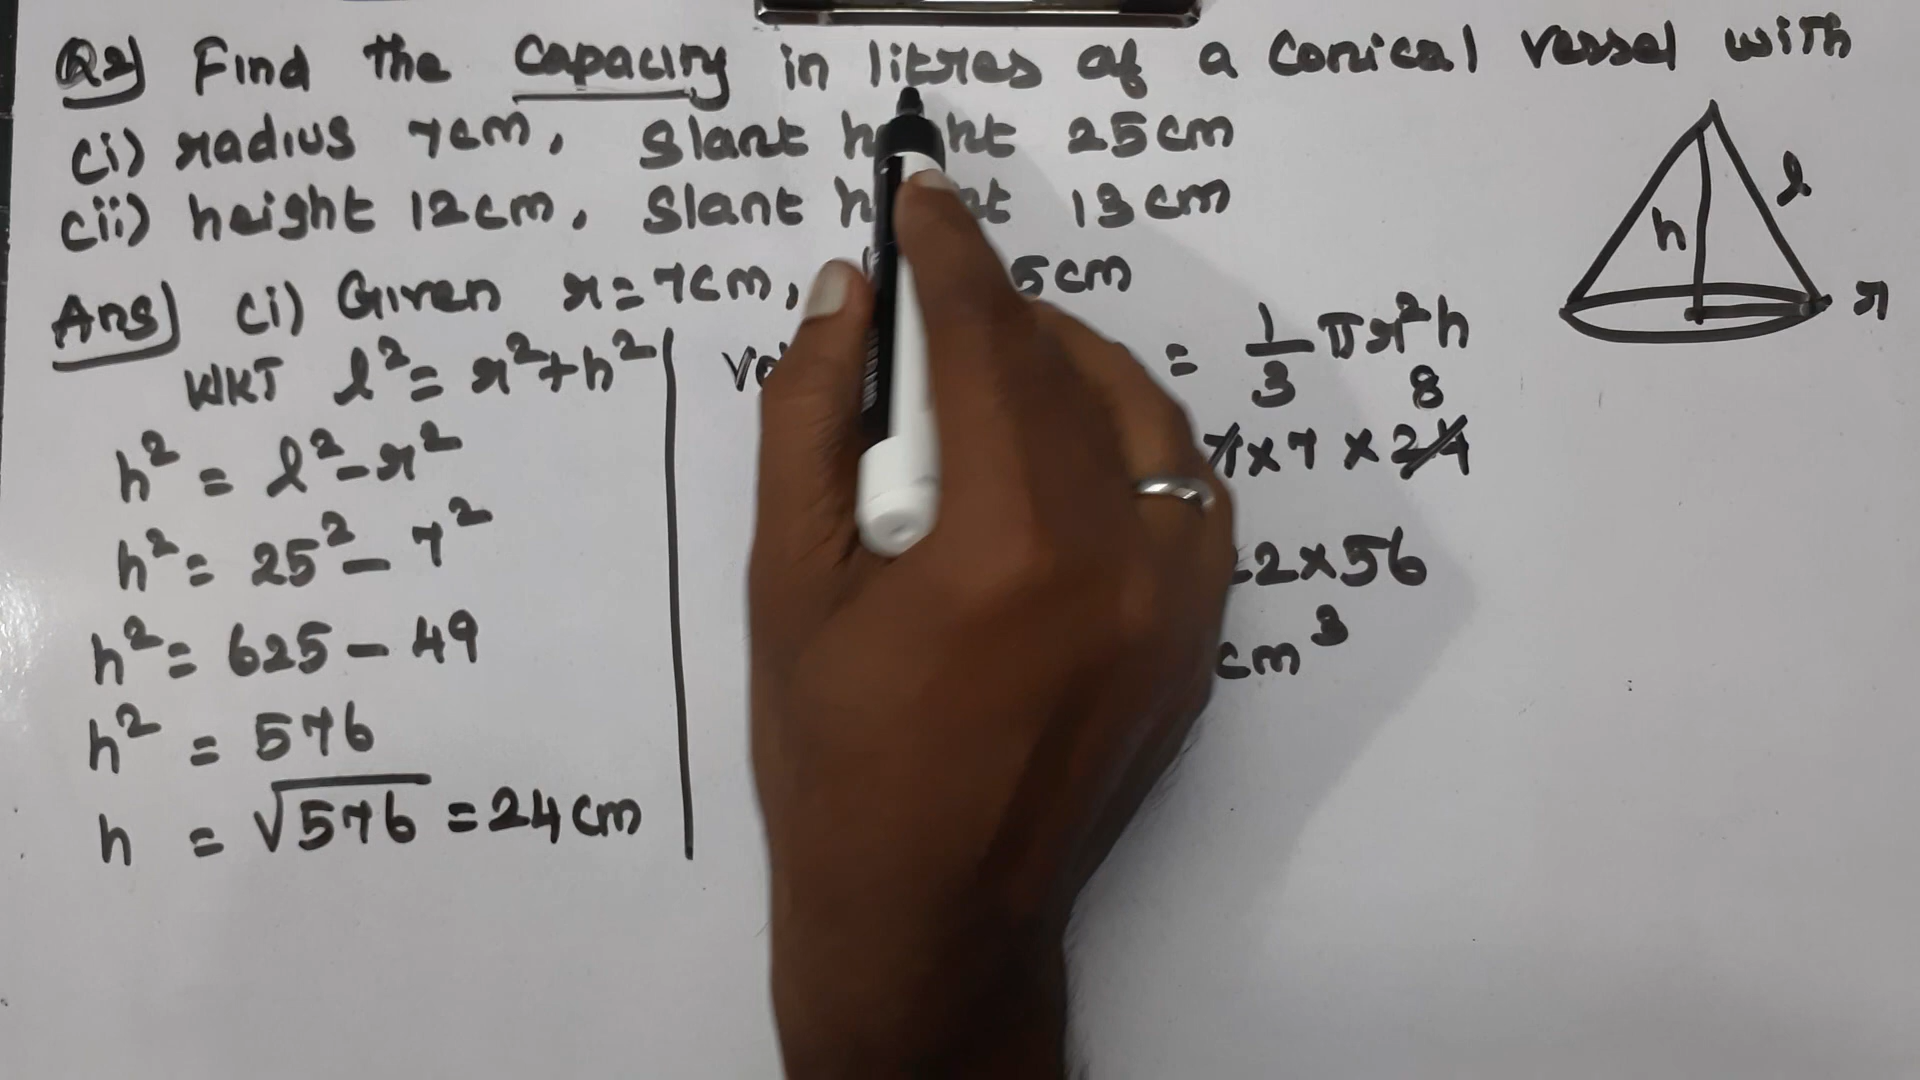 Q2) Find the capacity in litres of a conical vessel with
(i) radius 7cm, slant 25cm
(ii) height 12cm, slant 13cm
Ans) (i) Given r=7cm, 5cm
WKT l²= r²+h²
= 1/3 πr²h
h² = l²-r²
8
7×7×24
h²= 25²- 7²
2×56
h²= 625-49
cm³
h² = 576
h = √576 =24cm
h
l
r